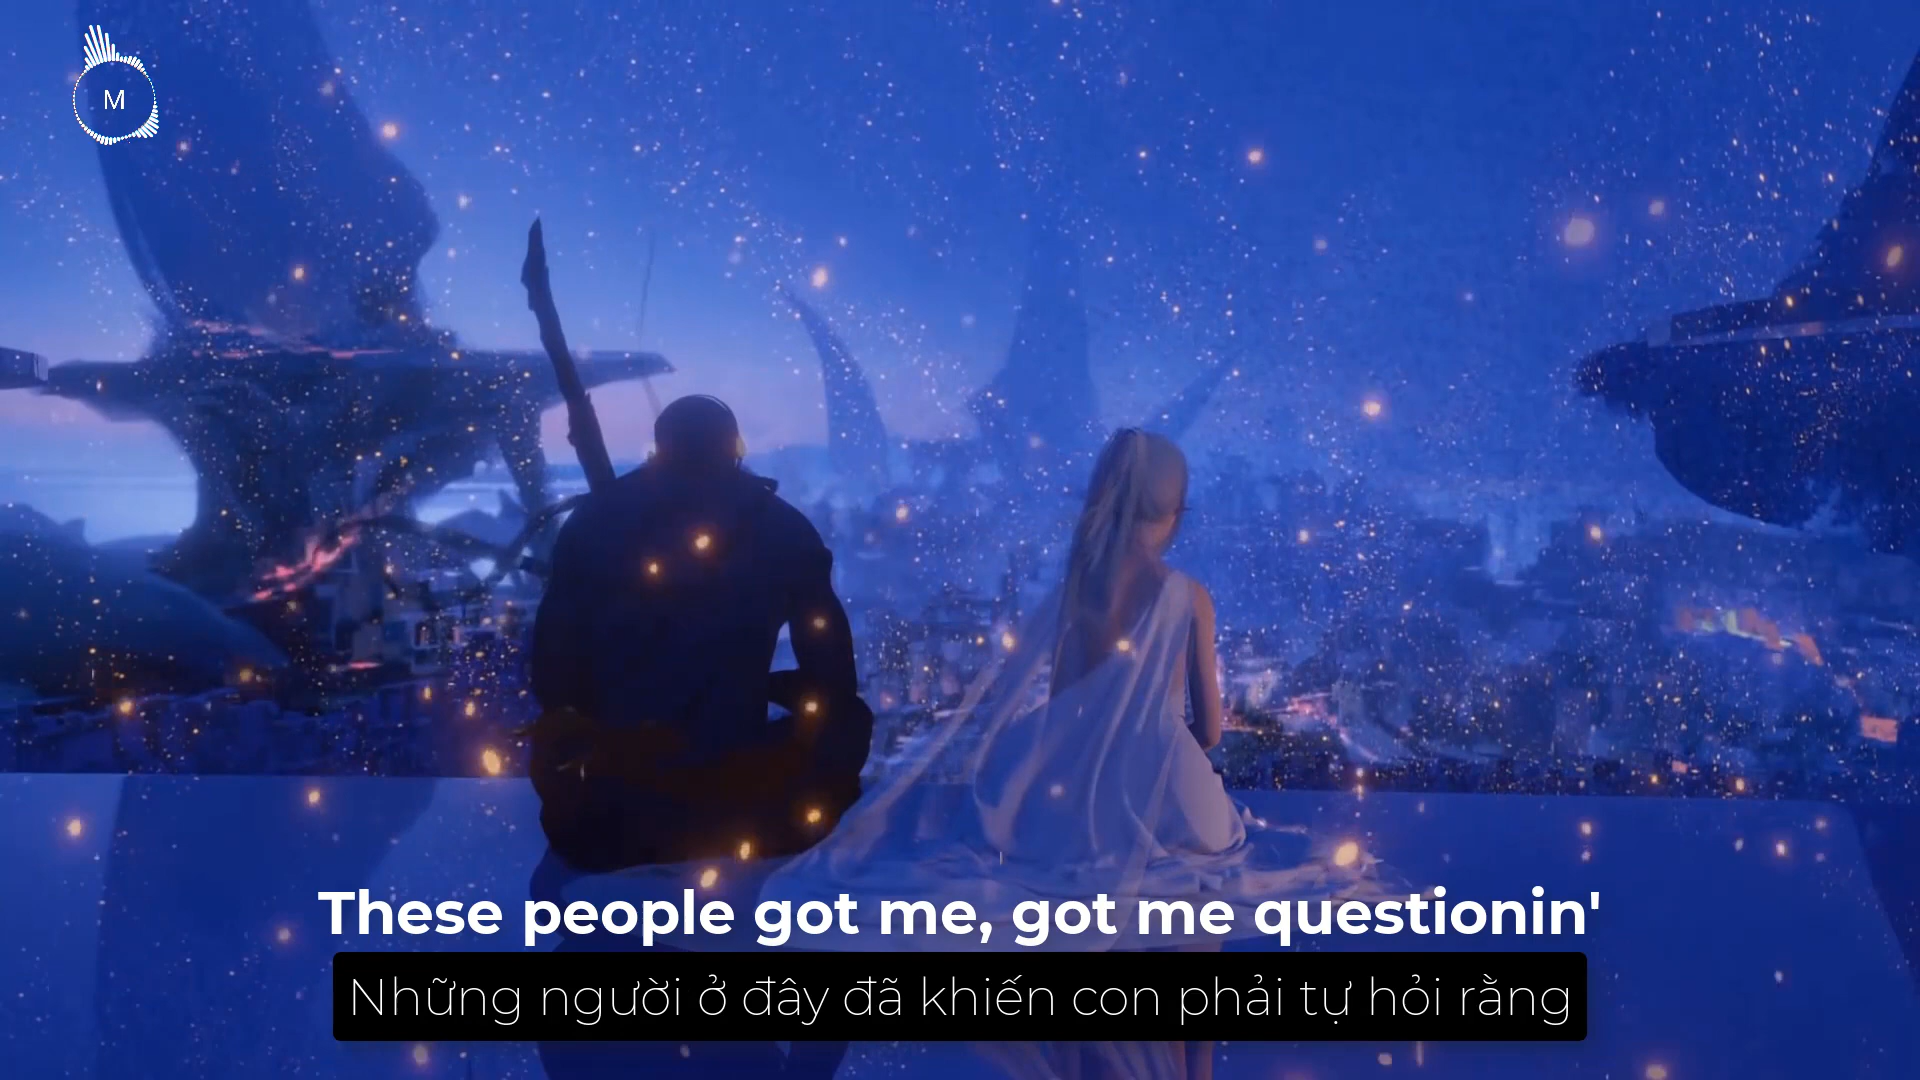 M
These people got me, got me questionin'
Những người ở đây đã khiến con phải tự hỏi rằng